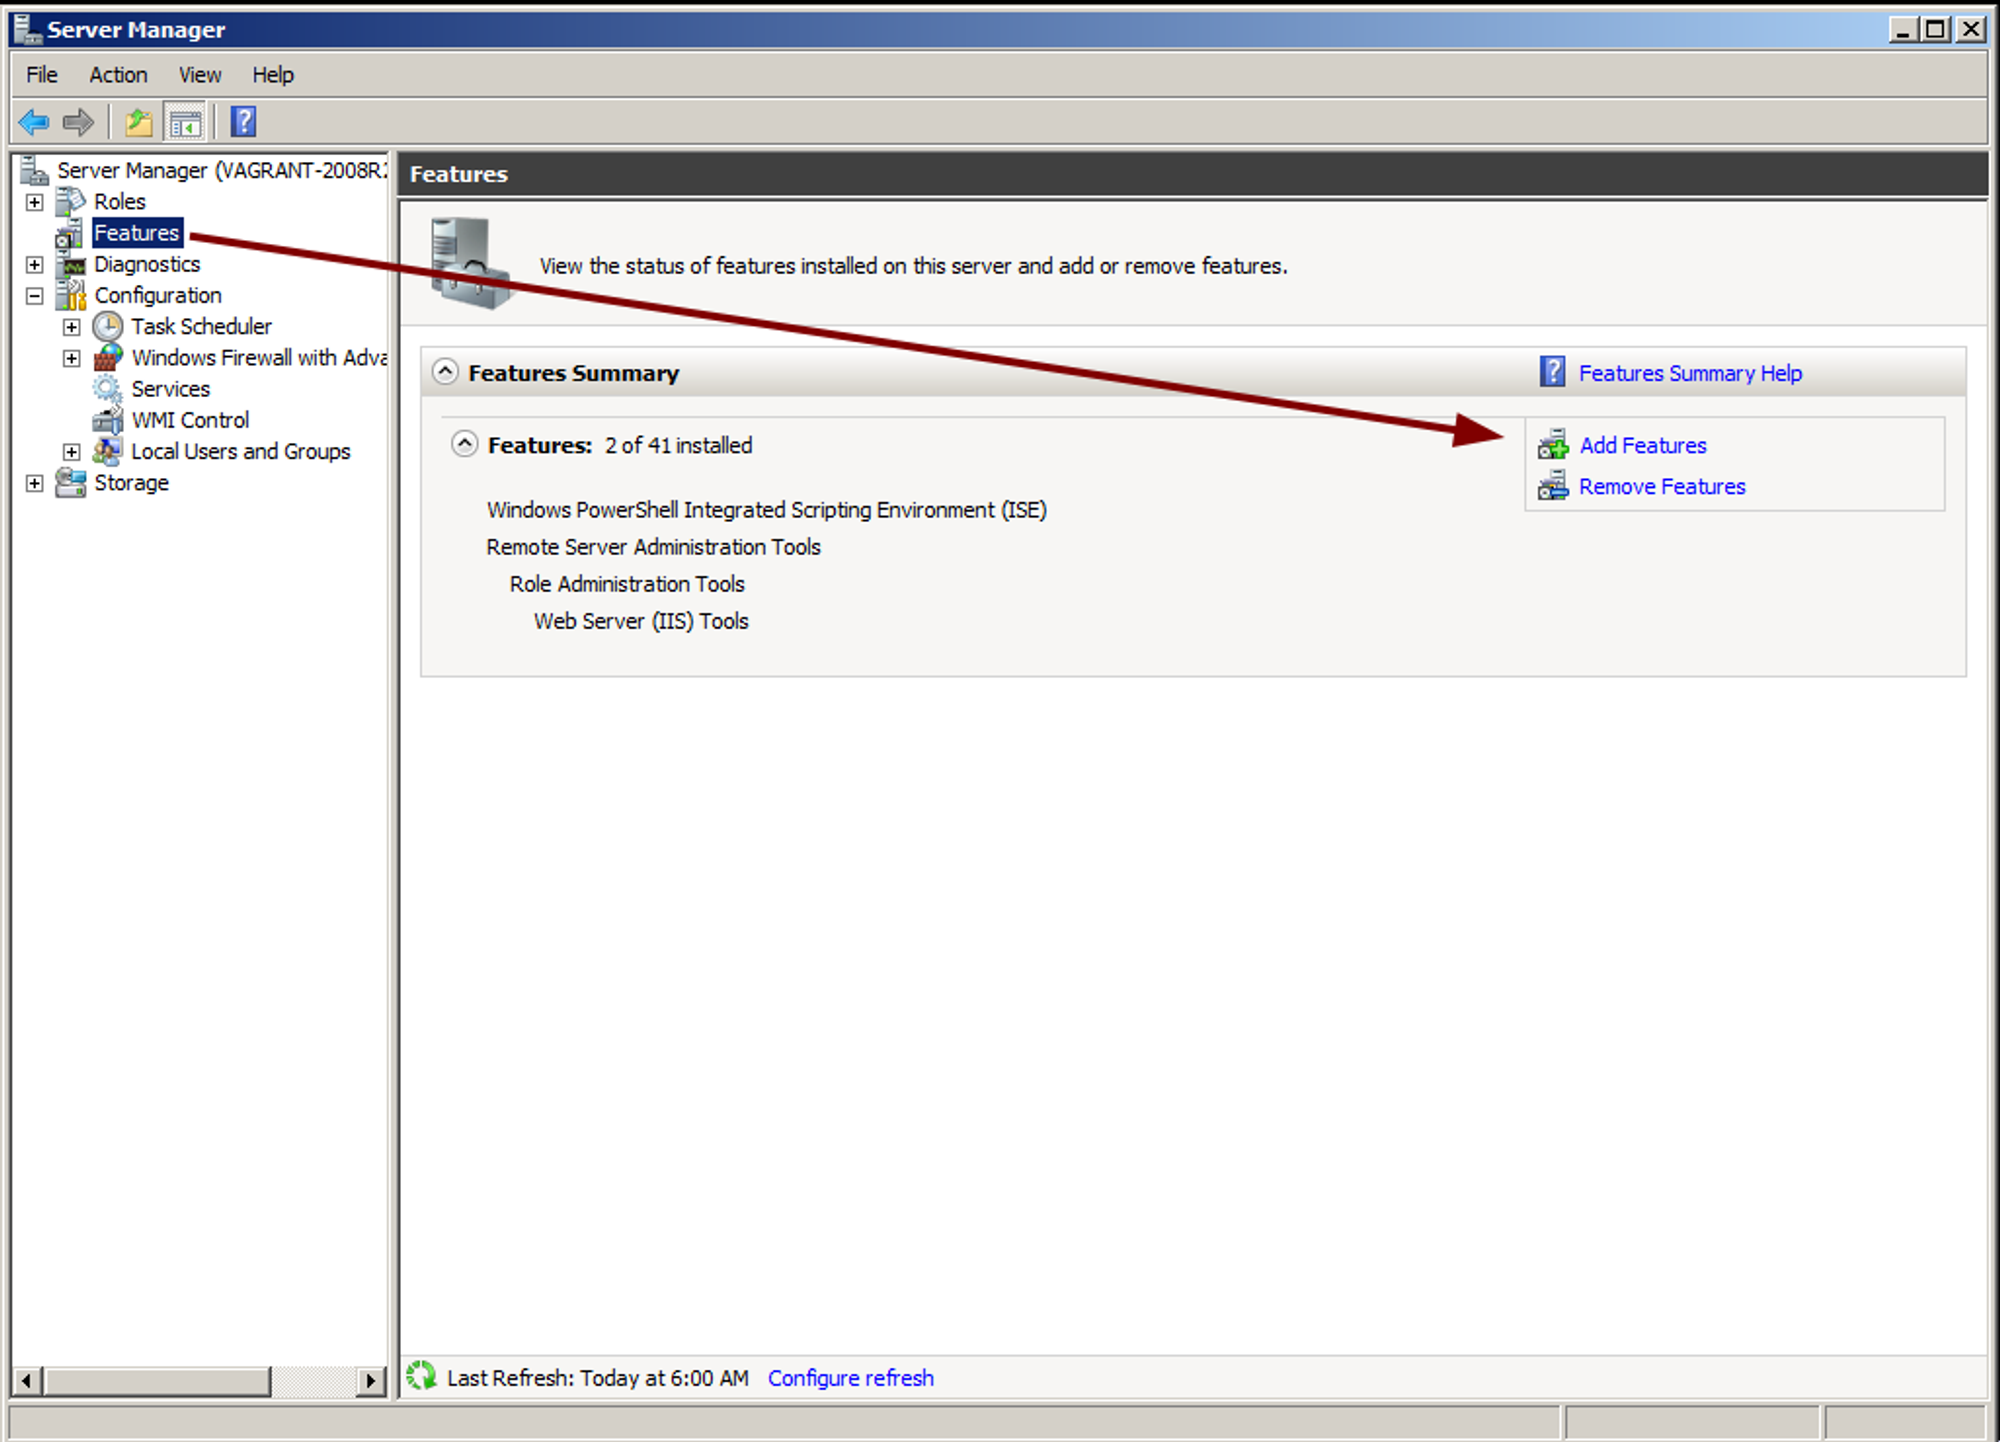 Server Manager
File Action View Help
Server Manager (VAGRANT-2008R2
Roles
Features
Diagnostics
Configuration
Task Scheduler
Windows Firewall with Adva
Services
WMI Control
Local Users and Groups
Storage
Features
View the status of features installed on this server and add or remove features.
Features Summary
Features Summary Help
Features: 2 of 41 installed
Add Features
Remove Features
Windows PowerShell Integrated Scripting Environment (ISE)
Remote Server Administration Tools
Role Administration Tools
Web Server (IIS) Tools
Last Refresh: Today at 6:00 AM Configure refresh